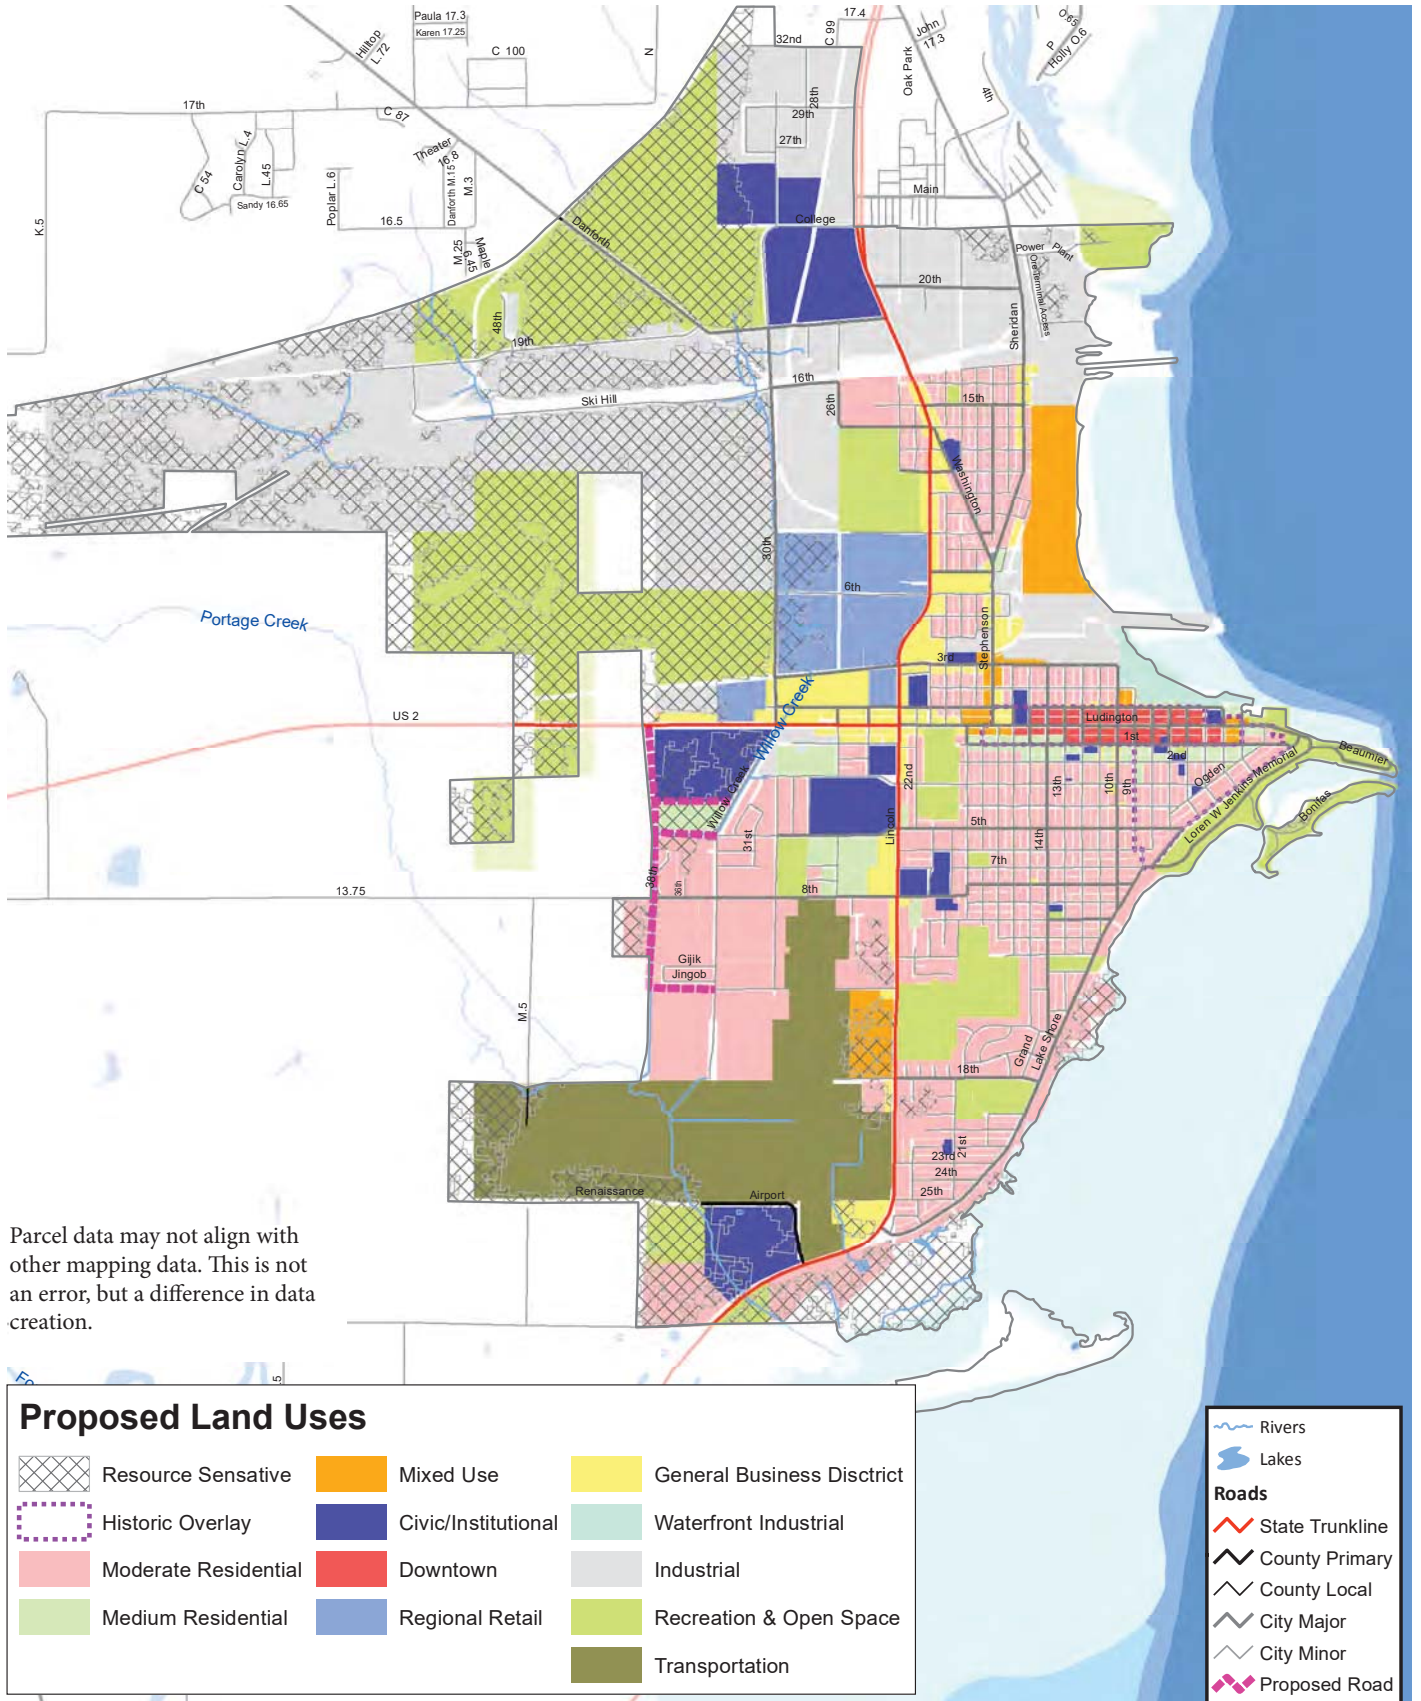 Paula 17.3
17.4
Karen 17.25
Hilltop
L.72
C 100
N
32nd
C 99
John
17.3
Oak Park
O.65
P
Holly O.6
17th
C 87
28th
29th
27th
4th
Theater
16.8
C 54
Carolyn L.4
L.45
Sandy 16.65
Poplar L.6
16.5
Danforth M.15
M.3
Main
K.5
M.25
6.45
Maple
Danforth
College
Power Plant
Ore Terminal Access
20th
48th
19th
Sheridan
16th
Ski Hill
26th
15th
Washington
30th
6th
Portage Creek
Stephenson
3rd
US 2
Willow Creek
Ludington
1st
2nd
Beaumier
Ogden
Loren W Jenkins Memorial
Bonifas
22nd
13th
10th
9th
Willow Creek
31st
Lincoln
5th
14th
7th
13.75
38th
36th
8th
Gijik
Jingob
M.5
Grand
Lake Shore
18th
21st
23rd
24th
25th
Renaissance
Airport
Parcel data may not align with
other mapping data. This is not
an error, but a difference in data
creation.
Fo
.5
Proposed Land Uses
Resource Sensative
Historic Overlay
Moderate Residential
Medium Residential
Mixed Use
Civic/Institutional
Downtown
Regional Retail
General Business Disctrict
Waterfront Industrial
Industrial
Recreation & Open Space
Transportation
Rivers
Lakes
Roads
State Trunkline
County Primary
County Local
City Major
City Minor
Proposed Road